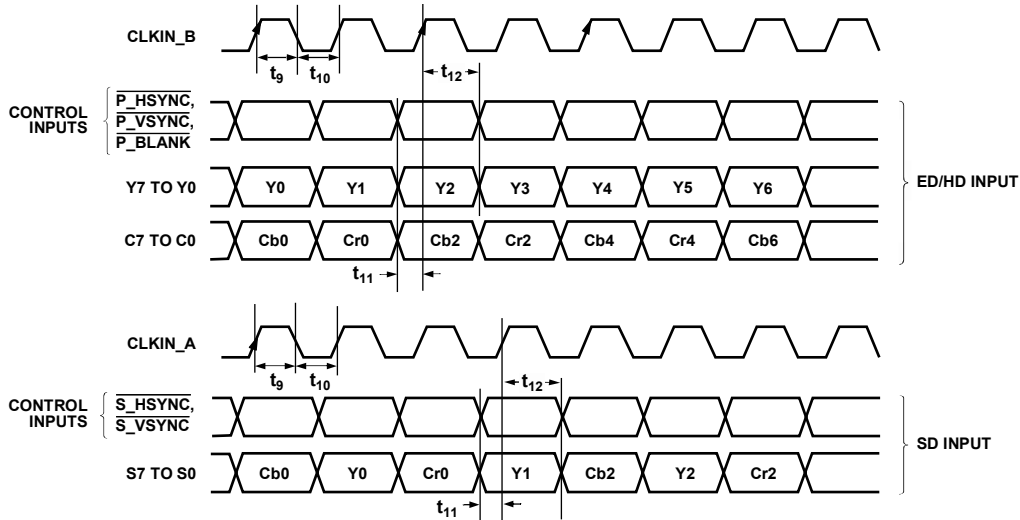 CLKIN_B
t9
t10
t12
CONTROL
INPUTS
P_HSYNC,
P_VSYNC,
P_BLANK
Y7 TO Y0
Y0
Y1
Y2
Y3
Y4
Y5
Y6
ED/HD INPUT
C7 TO C0
Cb0
Cr0
Cb2
Cr2
Cb4
Cr4
Cb6
t11
CLKIN_A
t9
t10
t12
CONTROL
INPUTS
S_HSYNC,
S_VSYNC
SD INPUT
S7 TO S0
Cb0
Y0
Cr0
Y1
Cb2
Y2
Cr2
t11